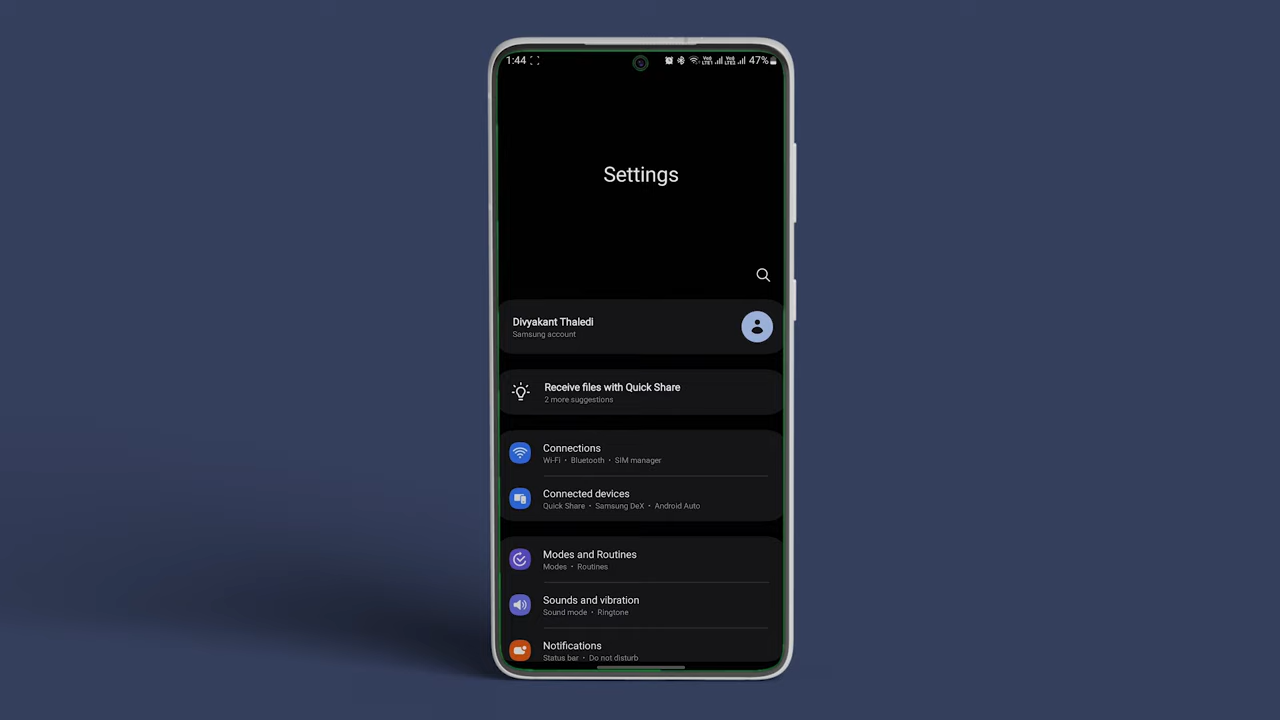 1:44 47%
Settings
Divyakant Thaledi
Samsung account
Receive files with Quick Share
2 more suggestions
Connections
Wi-Fi • Bluetooth • SIM manager
Connected devices
Quick Share • Samsung DeX • Android Auto
Modes and Routines
Modes • Routines
Sounds and vibration
Sound mode • Ringtone
Notifications
Status bar • Do not disturb